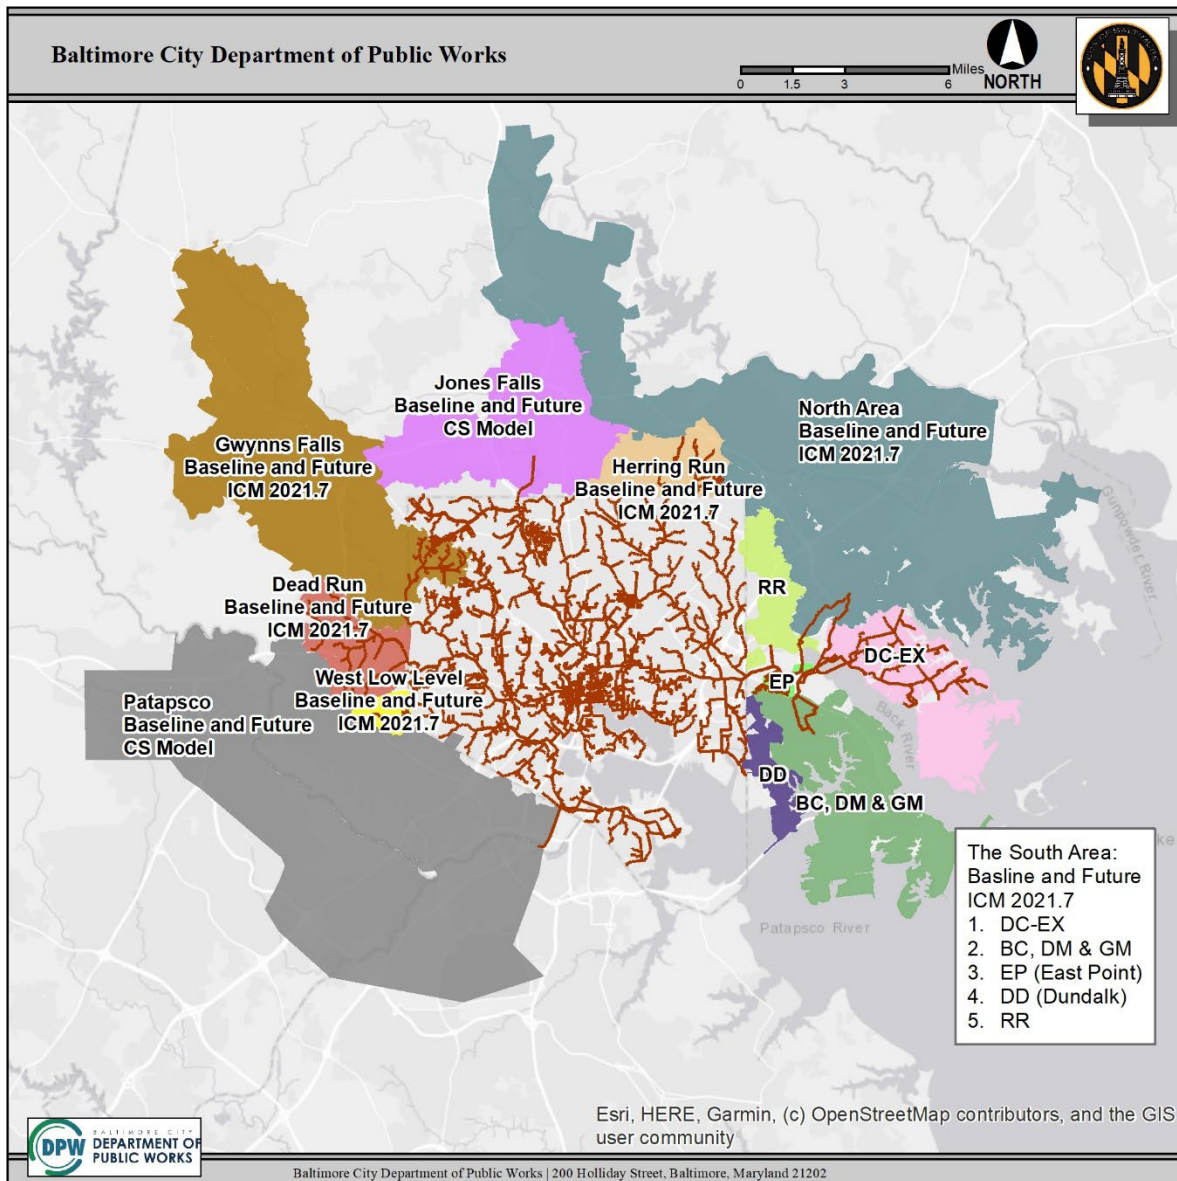 Baltimore City Department of Public Works
Miles
0 1.5 3 6
NORTH
CITY OF BALTIMORE
Jones Falls
Baseline and Future
CS Model
North Area
Baseline and Future
ICM 2021.7
Gwynns Falls
Baseline and Future
ICM 2021.7
Herring Run
Baseline and Future
ICM 2021.7
Gunpowder River
Dead Run
Baseline and Future
ICM 2021.7
RR
DC-EX
EP
West Low Level
Baseline and Future
ICM 2021.7
Patapsco
Baseline and Future
CS Model
Back River
DD
BC, DM & GM
Patapsco River
The South Area:
Basline and Future
ICM 2021.7
1. DC-EX
2. BC, DM & GM
3. EP (East Point)
4. DD (Dundalk)
5. RR
Esri, HERE, Garmin, (c) OpenStreetMap contributors, and the GIS
user community
DPW
BALTIMORE CITY
DEPARTMENT OF
PUBLIC WORKS
Baltimore City Department of Public Works | 200 Holliday Street, Baltimore, Maryland 21202